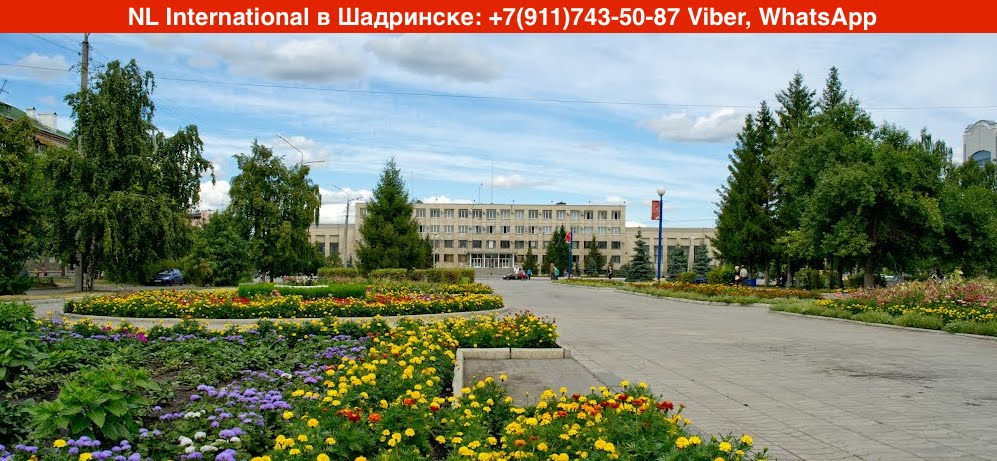 NL International в Шадринске: +7(911)743-50-87 Viber, WhatsApp